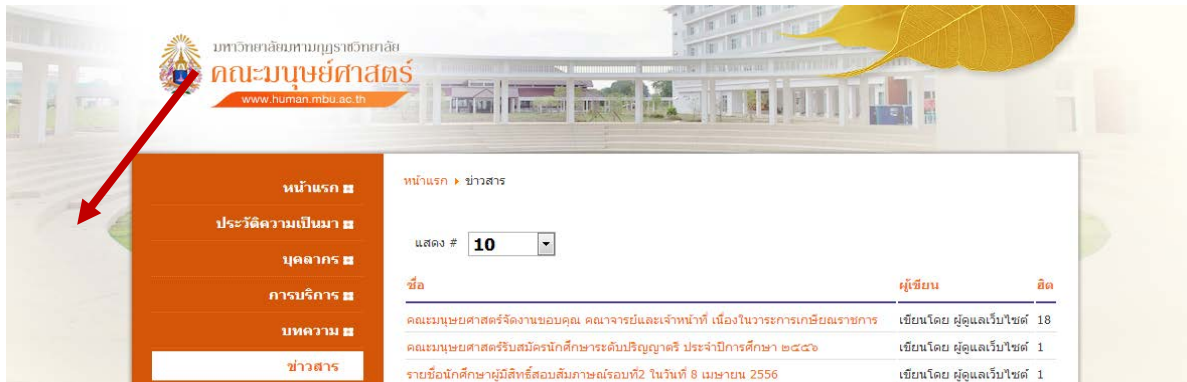 มหาวิทยาลัยมหามกุฏราชวิทยาลัย
คณะมนุษย์ศาสตร์
www.human.mbu.ac.th
หน้าแรก
ประวัติความเป็นมา
บุคลากร
การบริการ
บทความ
ข่าวสาร
หน้าแรก ข่าวสาร
แสดง # 10
ชื่อ ผู้เขียน ฮิต
คณะมนุษยศาสตร์จัดงานขอบคุณ คณาจารย์และเจ้าหน้าที่ เนื่องในวาระการเกษียณราชการ เขียนโดย ผู้ดูแลเว็บไซต์ 18
คณะมนุษยศาสตร์รับสมัครนักศึกษาระดับปริญญาตรี ประจำปีการศึกษา ๒๕๕๖ เขียนโดย ผู้ดูแลเว็บไซต์ 1
รายชื่อนักศึกษาผู้มีสิทธิ์สอบสัมภาษณ์รอบที่2 ในวันที่ 8 เมษายน 2556 เขียนโดย ผู้ดูแลเว็บไซต์ 1